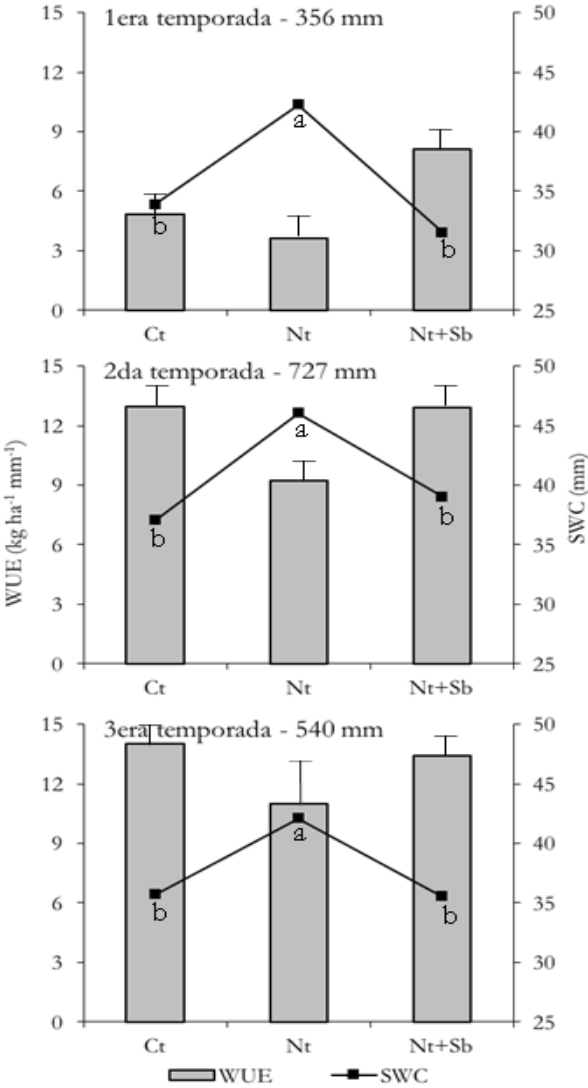 1era temporada - 356 mm
15 50
12 45
9 40
6 35
3 30
0 25
a
b
b
Ct Nt Nt+Sb
2da temporada - 727 mm
15 50
12 45
9 40
6 35
3 30
0 25
a
b
b
WUE (kg ha-¹ mm-¹)
SWC (mm)
Ct Nt Nt+Sb
3era temporada - 540 mm
15 50
12 45
9 40
6 35
3 30
0 25
a
b
b
Ct Nt Nt+Sb
WUE SWC